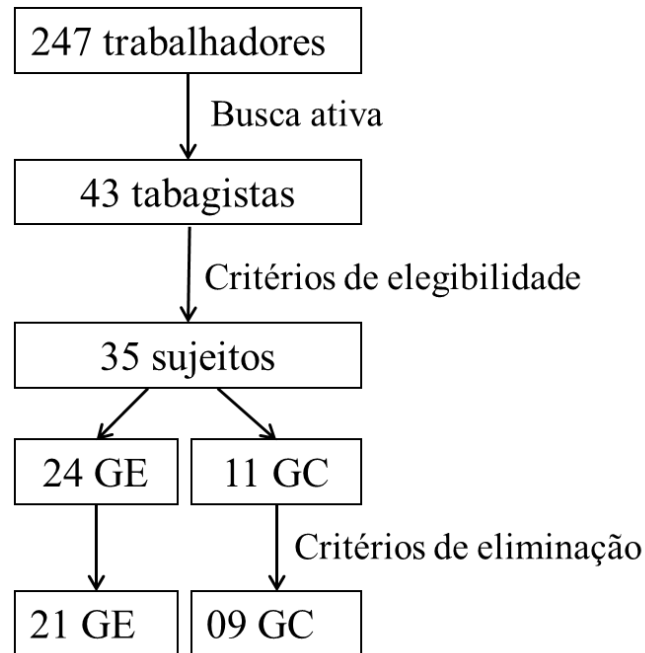 247 trabalhadores
Busca ativa
43 tabagistas
Critérios de elegibilidade
35 sujeitos
24 GE
11 GC
Critérios de eliminação
21 GE
09 GC